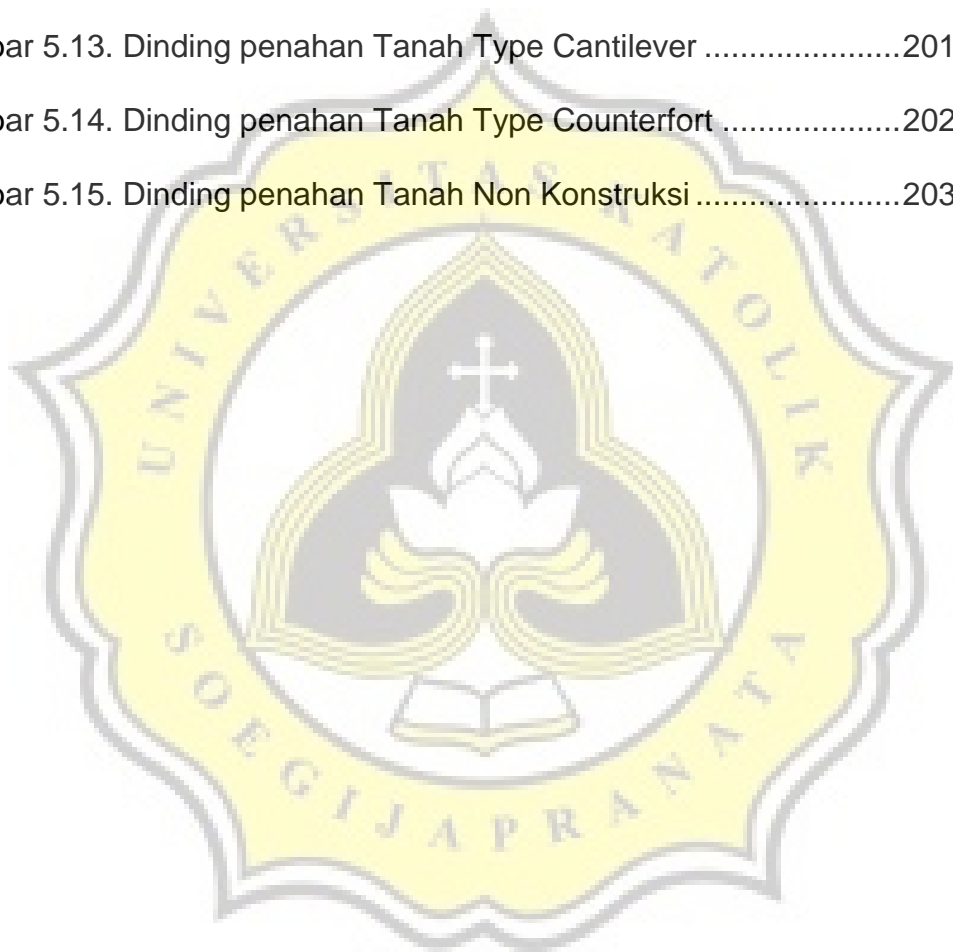 bar 5.13. Dinding penahan Tanah Type Cantilever .....................201
bar 5.14. Dinding penahan Tanah Type Counterfort ...................202
bar 5.15. Dinding penahan Tanah Non Konstruksi ......................203
UNIVERSITAS KATOLIK
SOEGIJAPRANATA